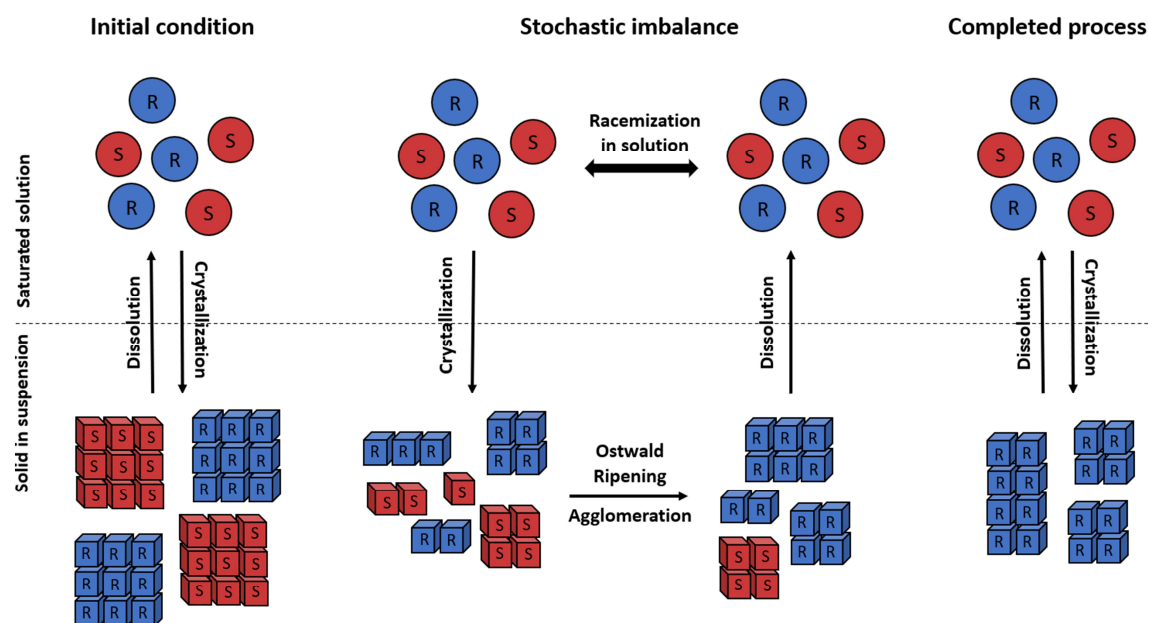 Initial condition
Stochastic imbalance
Completed process
Saturated solution
Solid in suspension
R
S
S
R
R
S
R
S
S
R
R
S
Racemization
in solution
R
S
S
R
R
S
R
S
S
R
R
S
Dissolution
Crystallization
Crystallization
Dissolution
Dissolution
Crystallization
S S S
S S S
S S S
R R R
R R R
R R R
R R R
R R R
R R R
S S S
S S S
S S S
R R R
R R
R R
S S
S
R R
S S
S S
Ostwald
Ripening
Agglomeration
R R R
R R R
R R
R R
R R
S S
S S
R R
R R
R R
R R
R R
R R
R R
R R